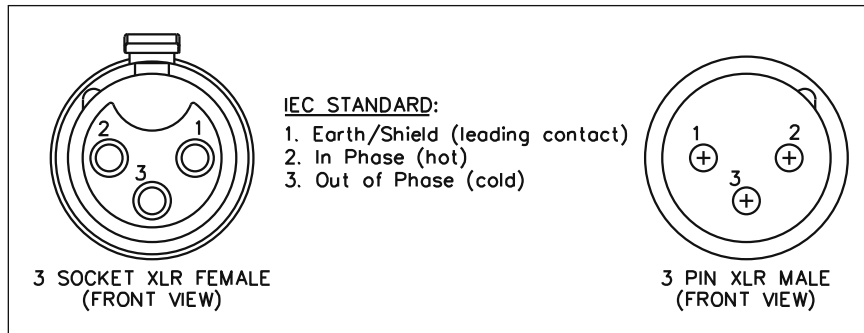 2
1
3
3 SOCKET XLR FEMALE
(FRONT VIEW)
IEC STANDARD:
1. Earth/Shield (leading contact)
2. In Phase (hot)
3. Out of Phase (cold)
1
2
3
3 PIN XLR MALE
(FRONT VIEW)